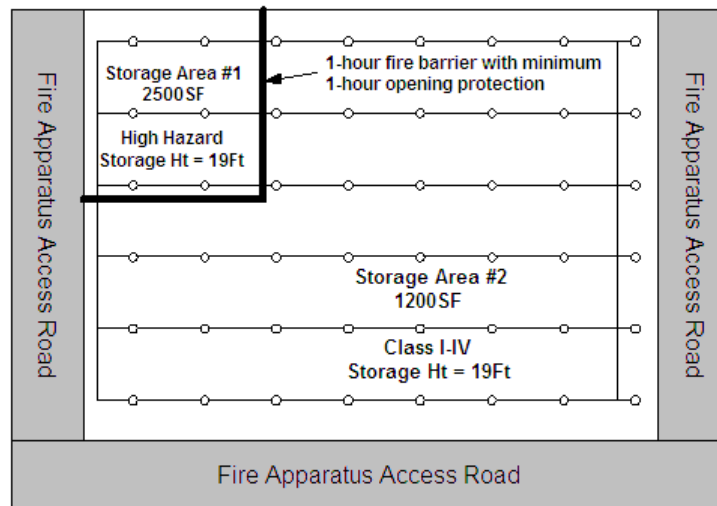 Fire Apparatus Access Road
Storage Area #1
2500SF
High Hazard
Storage Ht = 19Ft
1-hour fire barrier with minimum
1-hour opening protection
Storage Area #2
1200SF
Class I-IV
Storage Ht = 19Ft
Fire Apparatus Access Road
Fire Apparatus Access Road